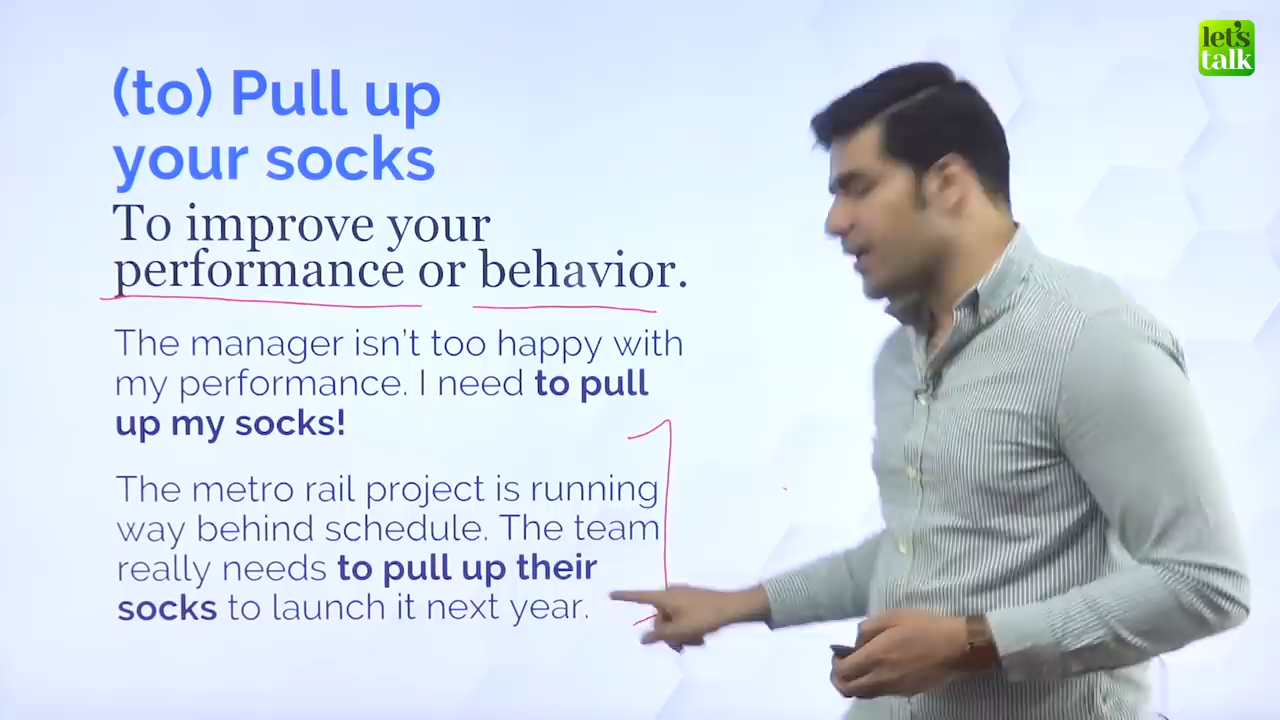 let's
talk
(to) Pull up
your socks
To improve your
performance or behavior.
The manager isn't too happy with
my performance. I need to pull
up my socks!
The metro rail project is running
way behind schedule. The team
really needs to pull up their
socks to launch it next year.